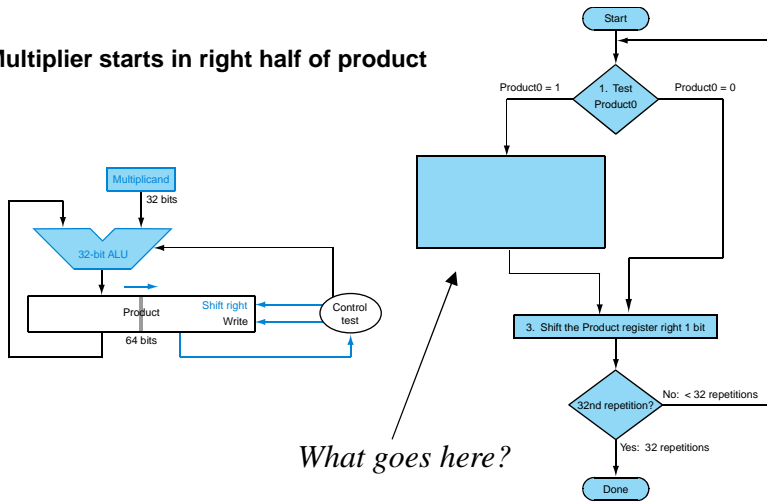 Multiplier starts in right half of product
Multiplicand
32 bits
32-bit ALU
Product
Shift right
Write
64 bits
Control
test
Start
Product0 = 1
1. Test
Product0
Product0 = 0
3. Shift the Product register right 1 bit
32nd repetition?
No: < 32 repetitions
Yes: 32 repetitions
Done
What goes here?